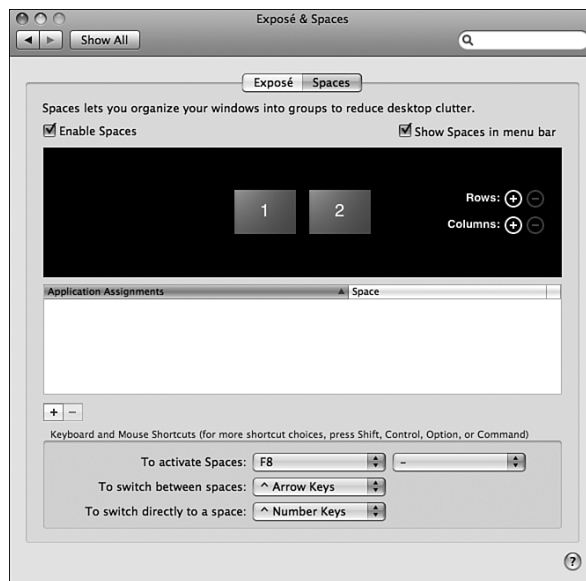 Exposé & Spaces
Show All
Exposé Spaces
Spaces lets you organize your windows into groups to reduce desktop clutter.
Enable Spaces Show Spaces in menu bar
1 2
Rows: + −
Columns: + −
Application Assignments Space
+ −
Keyboard and Mouse Shortcuts (for more shortcut choices, press Shift, Control, Option, or Command)
To activate Spaces: F8 –
To switch between spaces: ^ Arrow Keys
To switch directly to a space: ^ Number Keys
?